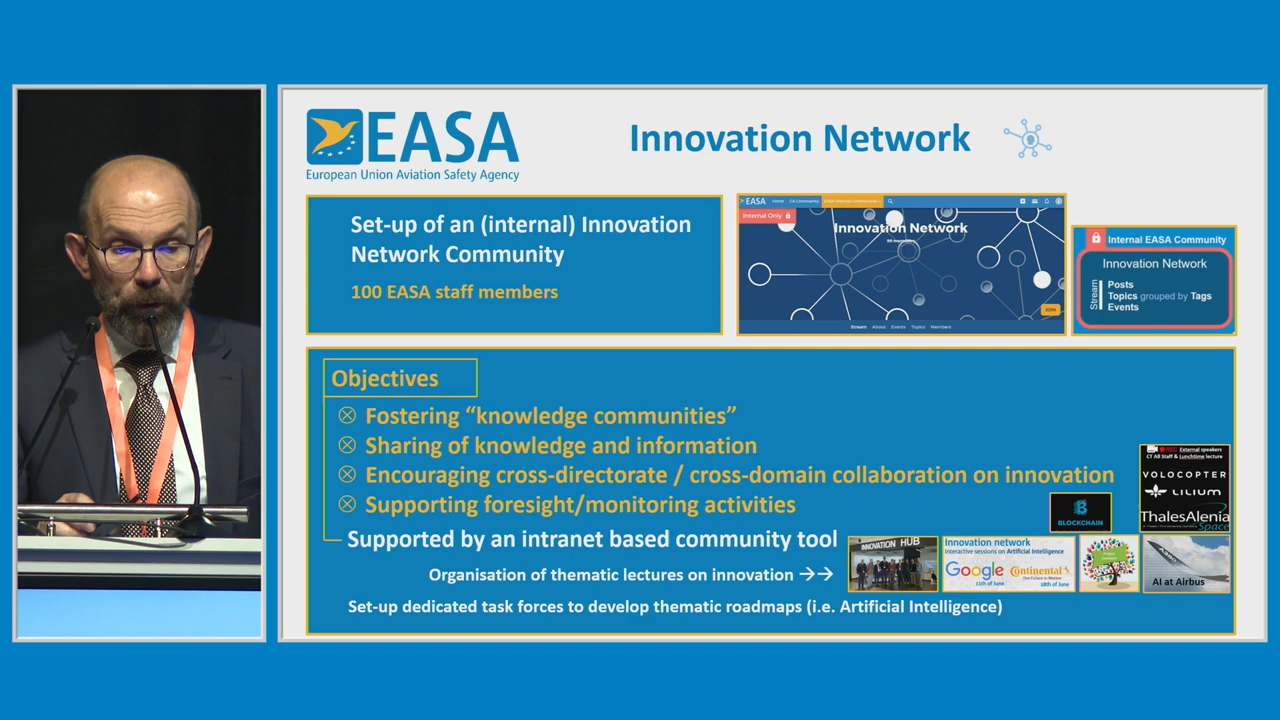 EASA
European Union Aviation Safety Agency
Innovation Network
Set-up of an (internal) Innovation
Network Community
100 EASA staff members
EASA Home CA Community
Internal Only
Innovation Network
JOIN
Stream About Events Topics Members
Internal EASA Community
Innovation Network
Stream
Posts
Topics grouped by Tags
Events
Objectives
Fostering “knowledge communities”
Sharing of knowledge and information
Encouraging cross-directorate / cross-domain collaboration on innovation
Supporting foresight/monitoring activities
Supported by an intranet based community tool
Organisation of thematic lectures on innovation →→
Set-up dedicated task forces to develop thematic roadmaps (i.e. Artificial Intelligence)
REC External speakers
CT All Staff & Lunchtime lecture
VOLOCOPTER
LILIUM
ThalesAlenia
Space
BLOCKCHAIN
INNOVATION HUB
Innovation network
Interactive sessions on Artificial Intelligence
Google
11th of June
Continental
The Future in Motion
18th of June
AI at Airbus